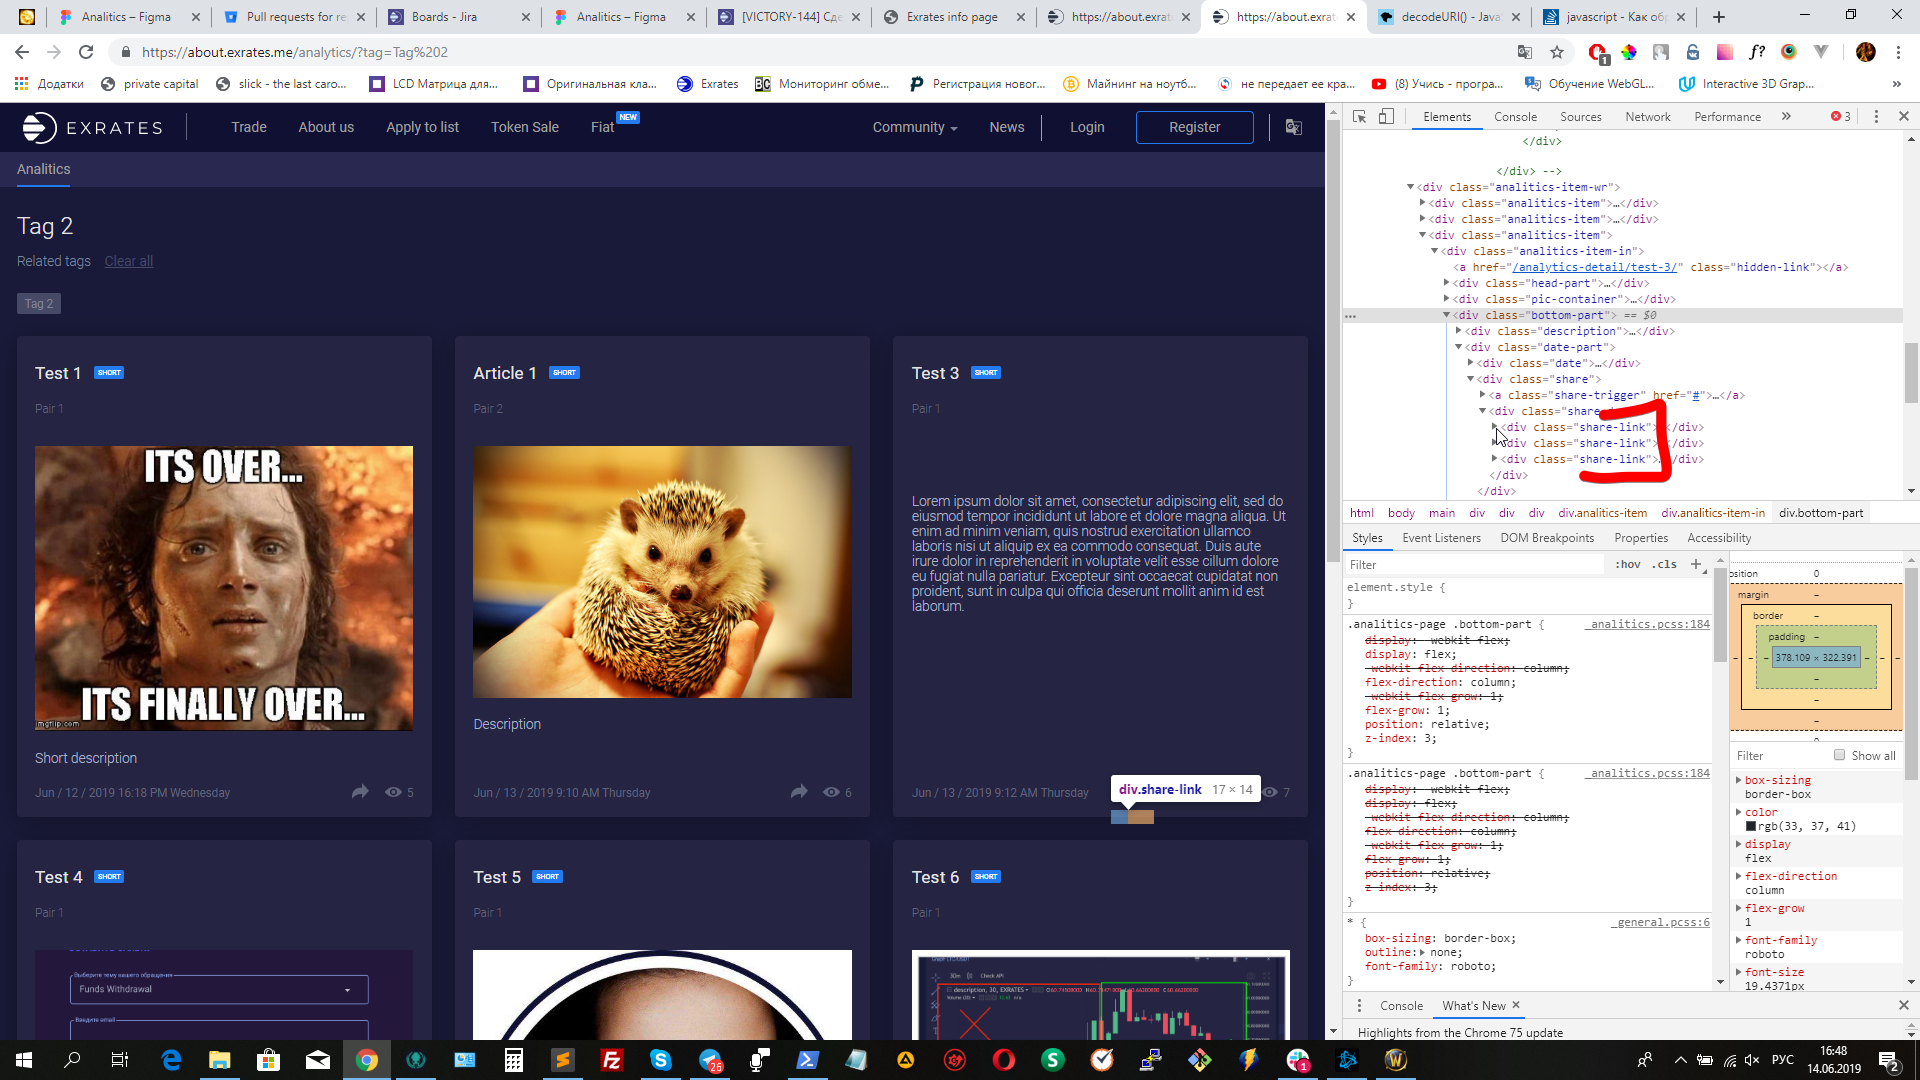 Analitics – Figma
Pull requests for re
Boards - Jira
Analitics – Figma
[VICTORY-144] Сде
Exrates info page
https://about.exrat
https://about.exrat
decodeURI() - Java
javascript - Как об
https://about.exrates.me/analytics/?tag=Tag%202
Додатки
private capital
slick - the last caro...
LCD Матрица для...
Оригинальная кла...
Exrates
Мониторинг обме...
Регистрация новог...
Майнинг на ноутб...
не передает ее кра...
(8) Учись - програ...
Обучение WebGL...
Interactive 3D Grap...
EXRATES
Trade
About us
Apply to list
Token Sale
Fiat
NEW
Community
News
Login
Register
Analitics
Tag 2
Related tags
Clear all
Tag 2
Test 1 SHORT
Pair 1
ITS OVER...
ITS FINALLY OVER...
imgflip.com
Short description
Jun / 12 / 2019 16:18 PM Wednesday
5
Article 1 SHORT
Pair 2
Description
Jun / 13 / 2019 9:10 AM Thursday
6
Test 3 SHORT
Pair 1
Lorem ipsum dolor sit amet, consectetur adipiscing elit, sed do
eiusmod tempor incididunt ut labore et dolore magna aliqua. Ut
enim ad minim veniam, quis nostrud exercitation ullamco
laboris nisi ut aliquip ex ea commodo consequat. Duis aute
irure dolor in reprehenderit in voluptate velit esse cillum dolore
eu fugiat nulla pariatur. Excepteur sint occaecat cupidatat non
proident, sunt in culpa qui officia deserunt mollit anim id est
laborum.
Jun / 13 / 2019 9:12 AM Thursday
7
div.share-link 17 × 14
Test 4 SHORT
Pair 1
Выберите тему вашего обращения
Funds Withdrawal
Введите email
Test 5 SHORT
Pair 1
Test 6 SHORT
Pair 1
Elements
Console
Sources
Network
Performance
3
</div>
</div> -->
<div class="analitics-item-wr">
<div class="analitics-item">…</div>
<div class="analitics-item">…</div>
<div class="analitics-item">
<div class="analitics-item-in">
<a href="/analytics-detail/test-3/" class="hidden-link"></a>
<div class="head-part">…</div>
<div class="pic-container">…</div>
<div class="bottom-part"> == $0
<div class="description">…</div>
<div class="date-part">
<div class="date">…</div>
<div class="share">
<a class="share-trigger" href="#">…</a>
<div class="share-
<div class="share-link"> </div>
<div class="share-link"> </div>
<div class="share-link">…</div>
</div>
</div>
html body main div div div div.analitics-item div.analitics-item-in div.bottom-part
Styles
Event Listeners
DOM Breakpoints
Properties
Accessibility
Filter
:hov .cls +
element.style {
}
.analitics-page .bottom-part { _analitics.pcss:184
display: -webkit-flex;
display: flex;
-webkit-flex-direction: column;
flex-direction: column;
-webkit-flex-grow: 1;
flex-grow: 1;
position: relative;
z-index: 3;
}
.analitics-page .bottom-part { _analitics.pcss:184
display: -webkit-flex;
display: flex;
-webkit-flex-direction: column;
flex-direction: column;
-webkit-flex-grow: 1;
flex-grow: 1;
position: relative;
z-index: 3;
}
* { _general.pcss:6
box-sizing: border-box;
outline: none;
font-family: roboto;
}
osition 0
margin –
border –
padding –
378.109 × 322.391
Filter
Show all
box-sizing
border-box
color
rgb(33, 37, 41)
display
flex
flex-direction
column
flex-grow
1
font-family
roboto
font-size
19.4371px
Console
What's New
Highlights from the Chrome 75 update
26
1
РУС
16:48
14.06.2019
2